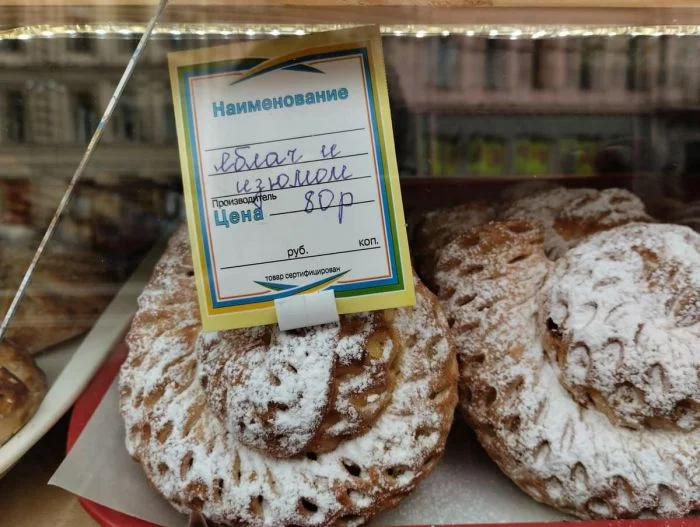 Наименование
яблач и
изюмом
Производитель
Цена 80р
руб. коп.
товар сертифицирован